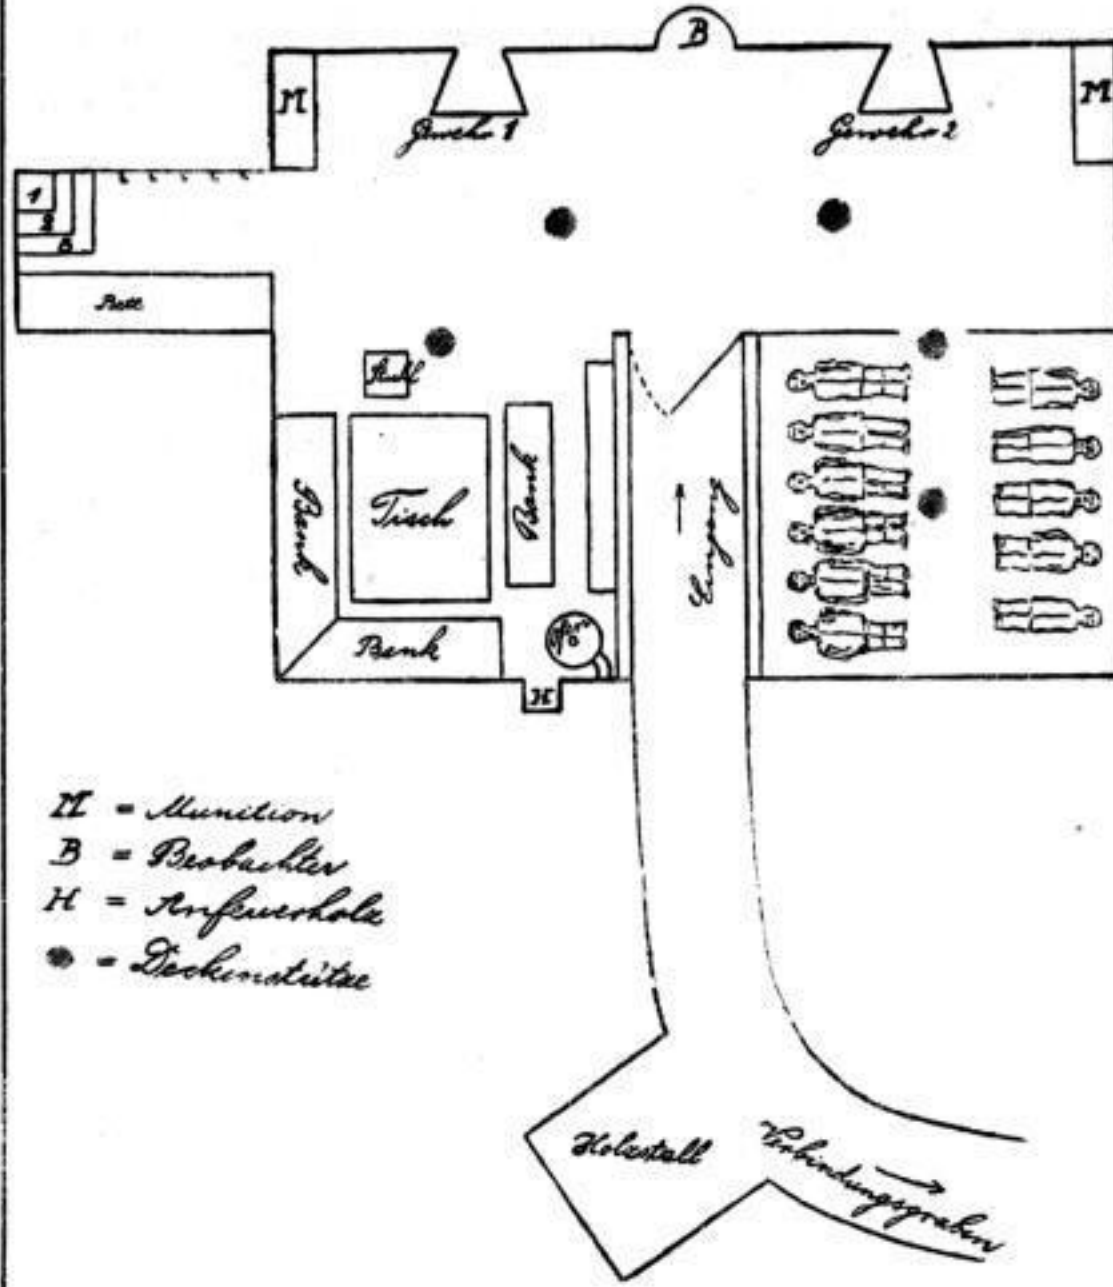 B
M
M
Gewehr 1
Gewehr 2
1
2
3
Bett
Stuhl
Bank
Tisch
Bank
Eingang
Ofen
Bank
H
M = Munition
B = Beobachter
H = Anfeuerholz
= Deckenstütze
Holzstall
Verbindungsgraben